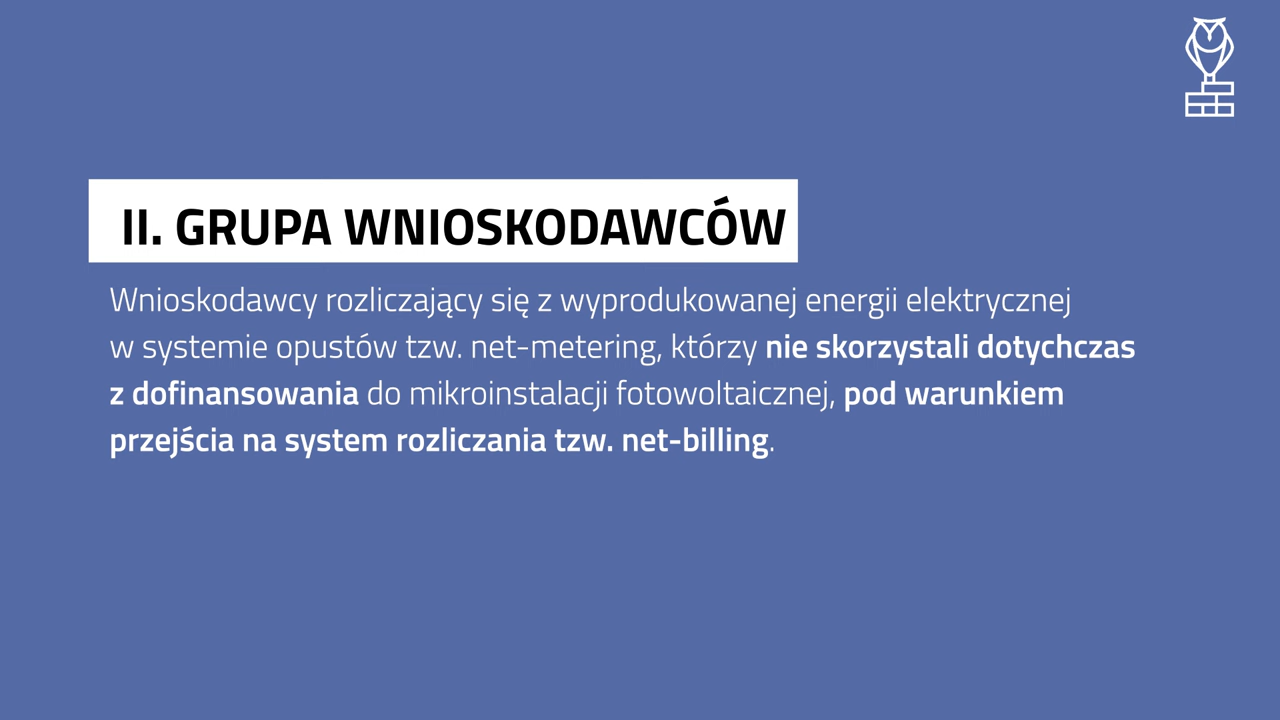 II. GRUPA WNIOSKODAWCÓW
Wnioskodawcy rozliczający się z wyprodukowanej energii elektrycznej
w systemie opustów tzw. net-metering, którzy nie skorzystali dotychczas
z dofinansowania do mikroinstalacji fotowoltaicznej, pod warunkiem
przejścia na system rozliczania tzw. net-billing.